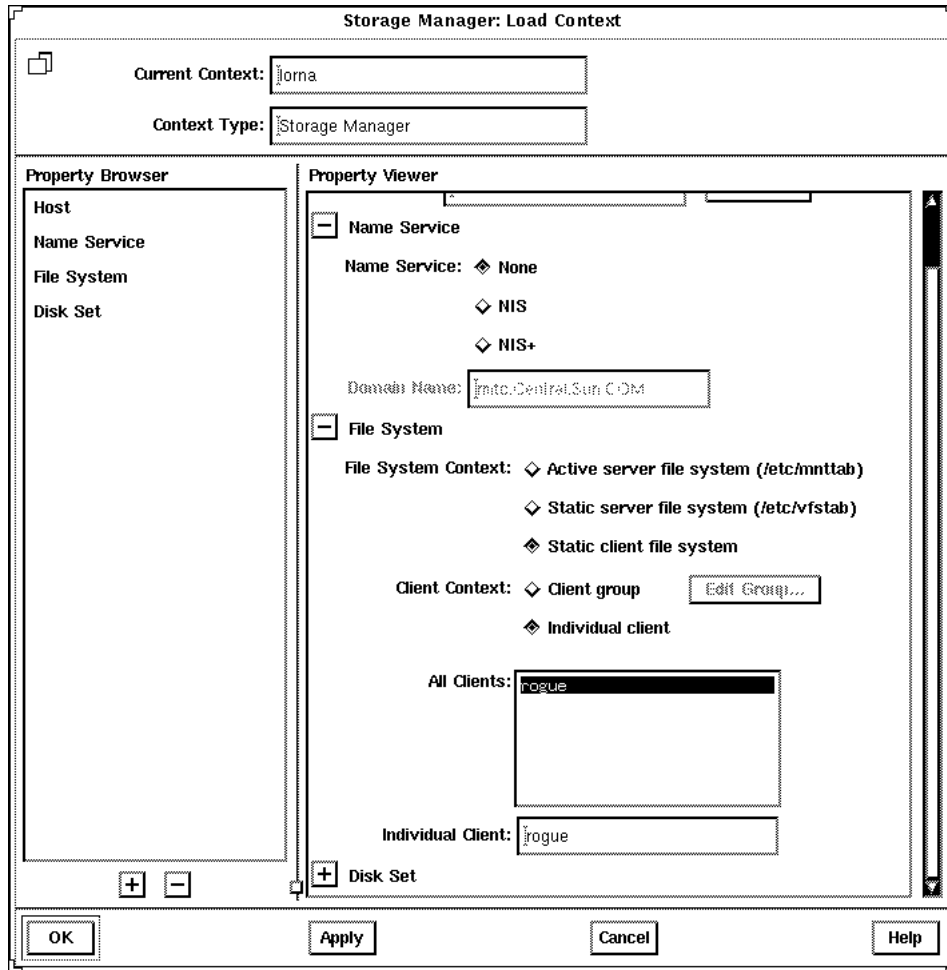 Storage Manager: Load Context
Current Context: lorna
Context Type: Storage Manager
Property Browser
Host
Name Service
File System
Disk Set
+ −
Property Viewer
− Name Service
Name Service: None
NIS
NIS+
Domain Name: mtc.Central.Sun.COM
− File System
File System Context: Active server file system (/etc/mnttab)
Static server file system (/etc/vfstab)
Static client file system
Client Context: Client group Edit Group...
Individual client
All Clients: rogue
Individual Client: rogue
+ Disk Set
OK Apply Cancel Help